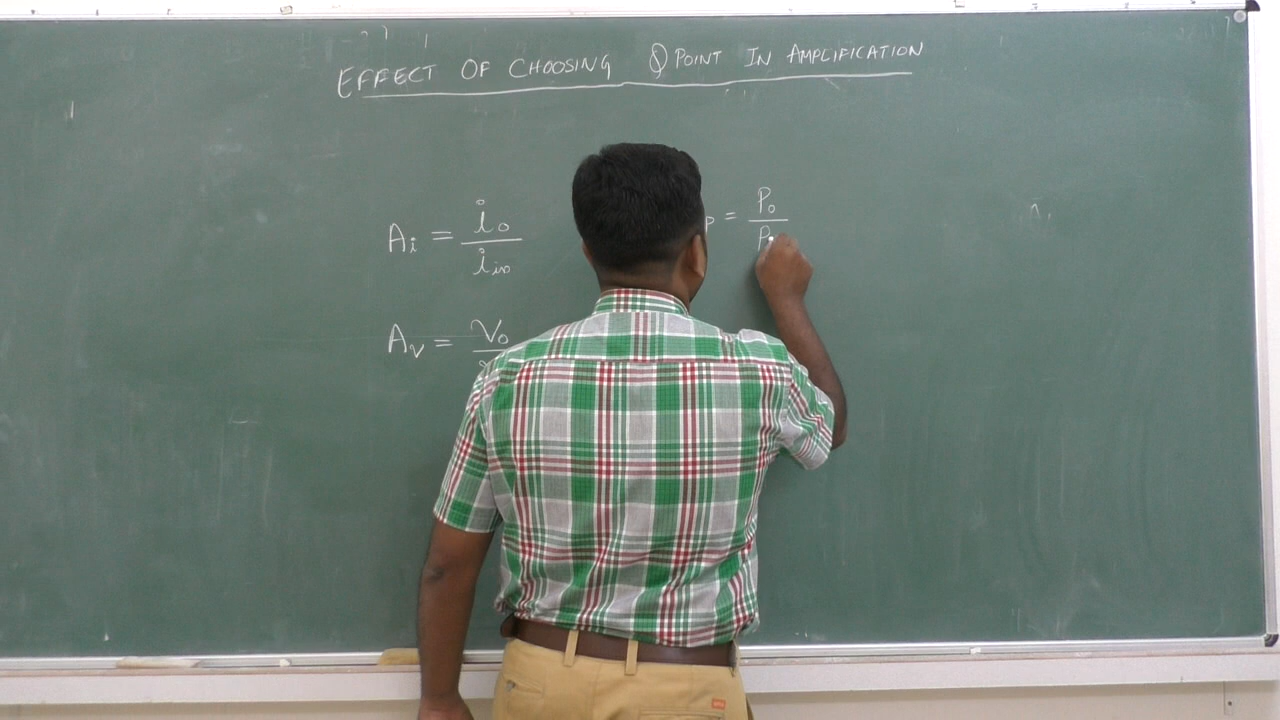 EFFECT OF CHOOSING Q POINT IN AMPLIFICATION
Ai = io / iin
P = Po / P
Av = Vo